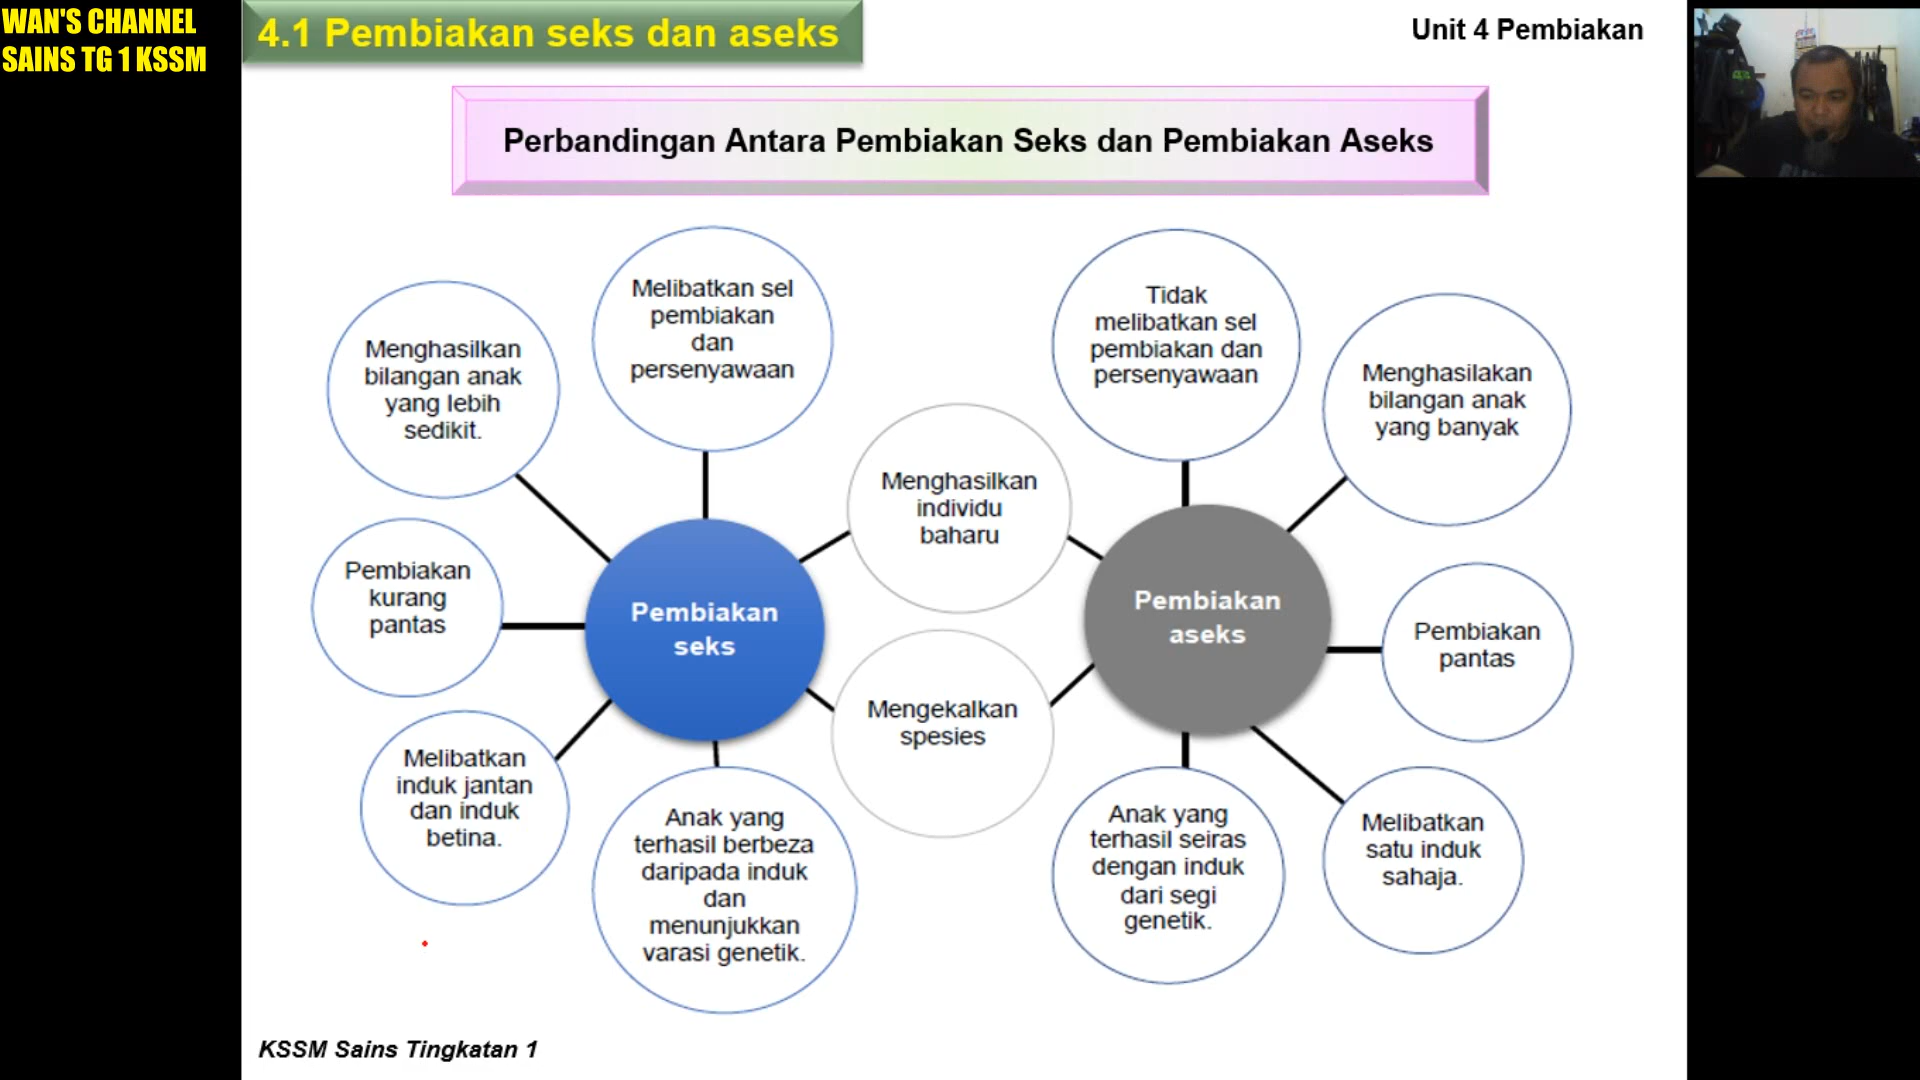 WAN'S CHANNEL
SAINS TG 1 KSSM
4.1 Pembiakan seks dan aseks
Unit 4 Pembiakan
Perbandingan Antara Pembiakan Seks dan Pembiakan Aseks
Menghasilkan
bilangan anak
yang lebih
sedikit.
Melibatkan sel
pembiakan
dan
persenyawaan
Pembiakan
kurang
pantas
Melibatkan
induk jantan
dan induk
betina.
Anak yang
terhasil berbeza
daripada induk
dan
menunjukkan
varasi genetik.
Pembiakan
seks
Menghasilkan
individu
baharu
Mengekalkan
spesies
Pembiakan
aseks
Tidak
melibatkan sel
pembiakan dan
persenyawaan
Menghasilakan
bilangan anak
yang banyak
Pembiakan
pantas
Melibatkan
satu induk
sahaja.
Anak yang
terhasil seiras
dengan induk
dari segi
genetik.
KSSM Sains Tingkatan 1